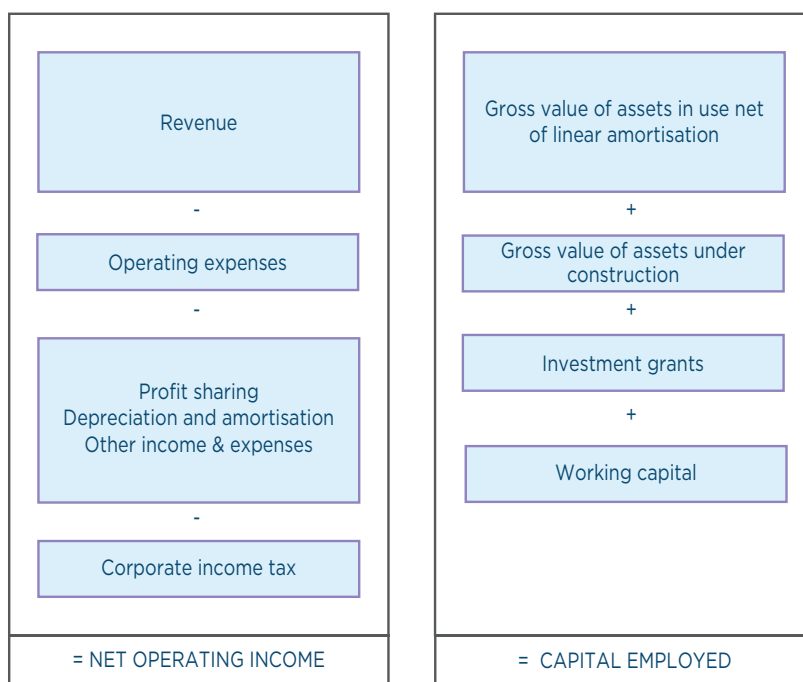 Revenue
-
Operating expenses
-
Profit sharing
Depreciation and amortisation
Other income & expenses
-
Corporate income tax
= NET OPERATING INCOME
Gross value of assets in use net
of linear amortisation
+
Gross value of assets under
construction
+
Investment grants
+
Working capital
= CAPITAL EMPLOYED